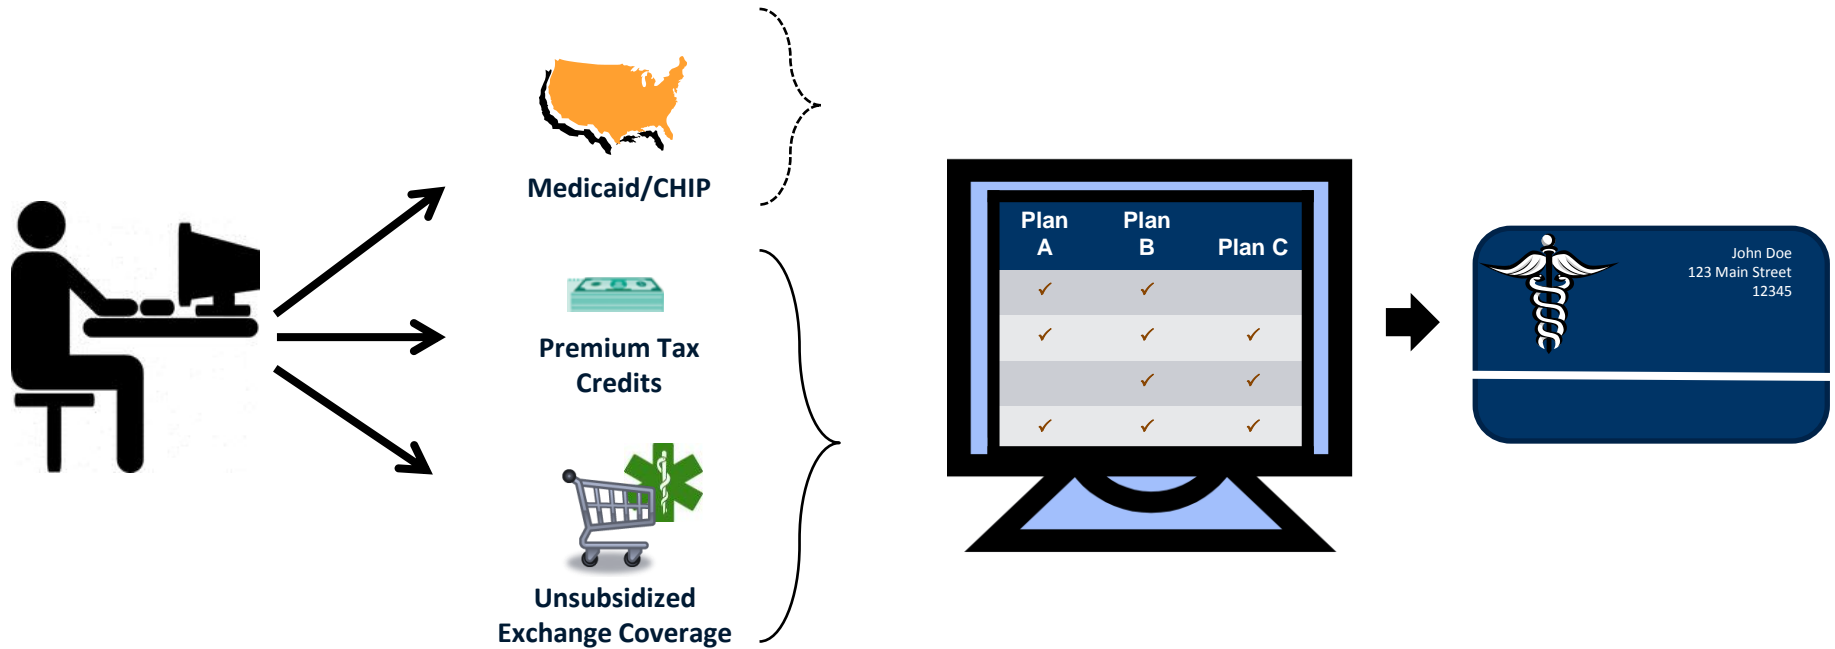 Medicaid/CHIP
Premium Tax
Credits
Unsubsidized
Exchange Coverage
Plan
A
Plan
B
Plan C
✓ ✓
✓ ✓ ✓
✓ ✓
✓ ✓ ✓
John Doe
123 Main Street
12345